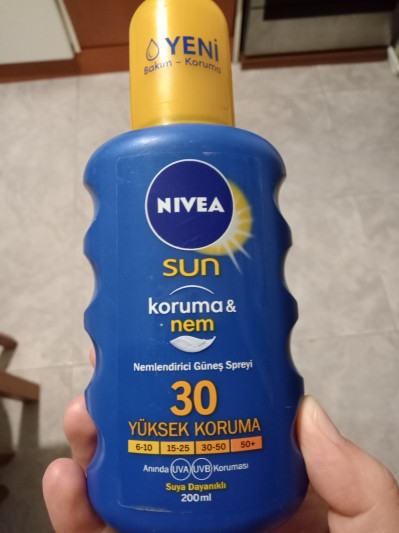 YENİ
Bakım - Koruma
NIVEA
sun
koruma &
nem
Nemlendirici Güneş Spreyi
30
YÜKSEK KORUMA
6-10 15-25 30-50 50+
Anında UVA UVB Koruması
Suya Dayanıklı
200ml